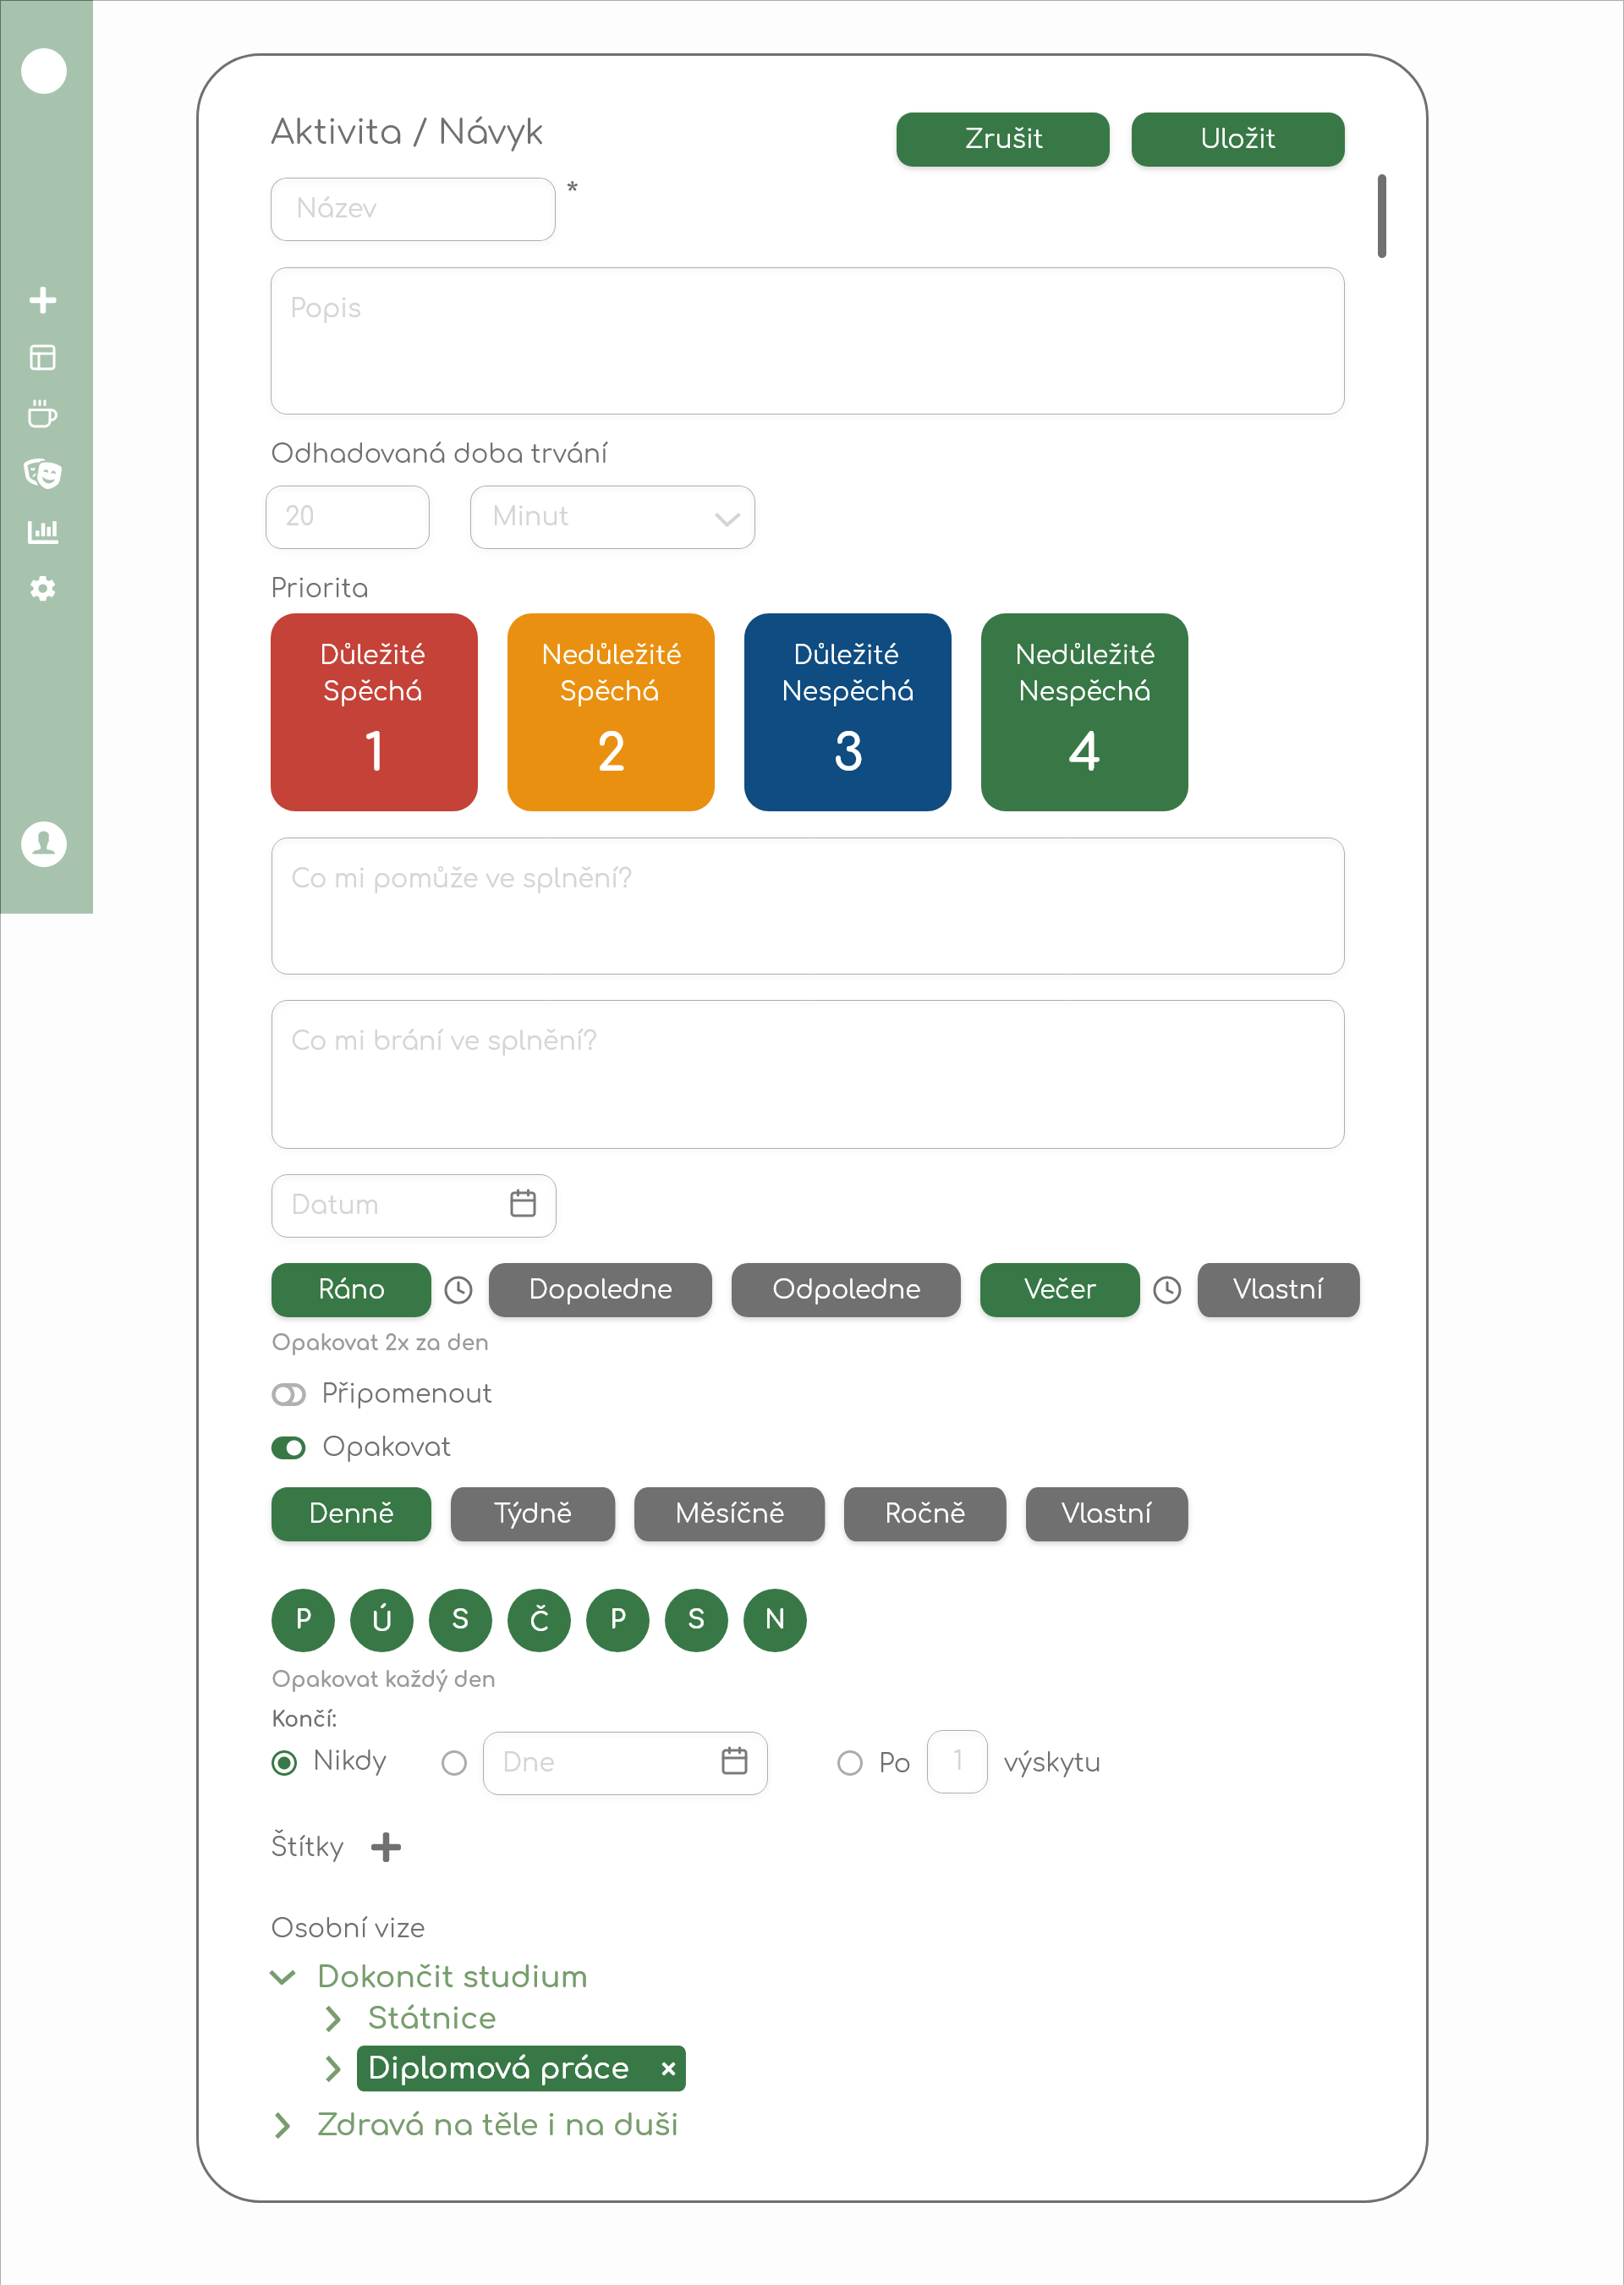 Aktivita / Návyk
Zrušit
Uložit
Název
*
Popis
Odhadovaná doba trvání
20
Minut
Priorita
Důležité
Spěchá
1
Nedůležité
Spěchá
2
Důležité
Nespěchá
3
Nedůležité
Nespěchá
4
Co mi pomůže ve splnění?
Co mi brání ve splnění?
Datum
Ráno
Dopoledne
Odpoledne
Večer
Vlastní
Opakovat 2x za den
Připomenout
Opakovat
Denně
Týdně
Měsíčně
Ročně
Vlastní
P Ú S Č P S N
Opakovat každý den
Končí:
Nikdy
Dne
Po 1 výskytu
Štítky
Osobní vize
Dokončit studium
Státnice
Diplomová práce ×
Zdravá na těle i na duši